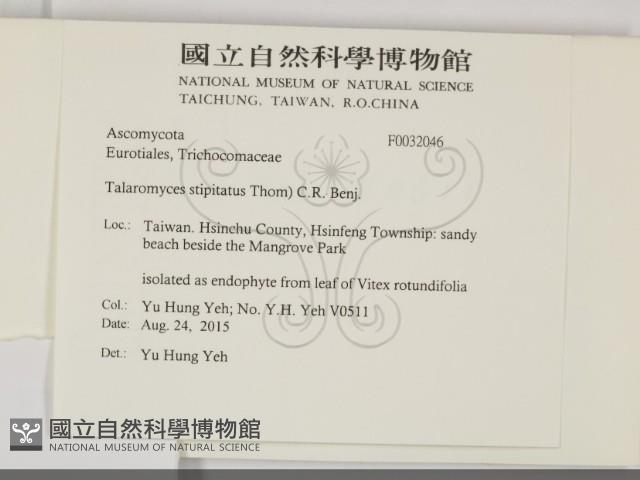 國立自然科學博物館
NATIONAL MUSEUM OF NATURAL SCIENCE
TAICHUNG, TAIWAN, R.O.CHINA
Ascomycota F0032046
Eurotiales, Trichocomaceae
Talaromyces stipitatus Thom) C.R. Benj.
Loc.: Taiwan. Hsinchu County, Hsinfeng Township: sandy
beach beside the Mangrove Park
isolated as endophyte from leaf of Vitex rotundifolia
Col.: Yu Hung Yeh; No. Y.H. Yeh V0511
Date: Aug. 24, 2015
Det.: Yu Hung Yeh
國立自然科學博物館
NATIONAL MUSEUM OF NATURAL SCIENCE